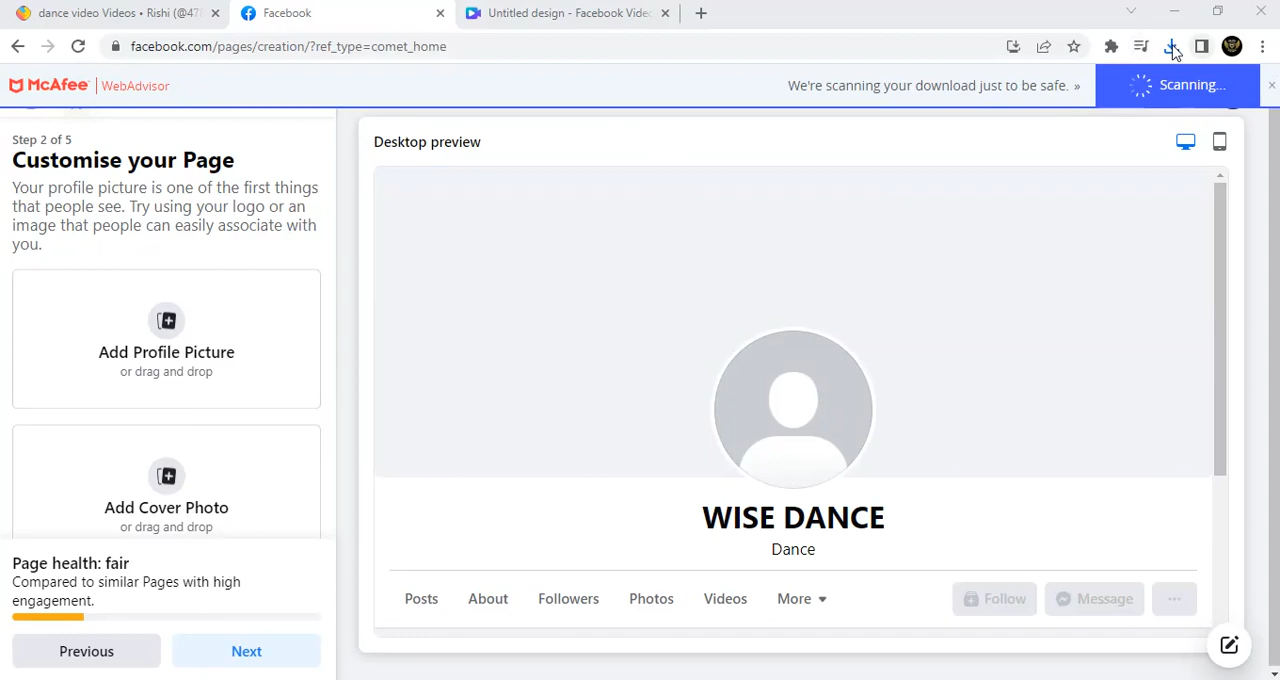 dance video Videos • Rishi (@47
Facebook
Untitled design - Facebook Vide
facebook.com/pages/creation/?ref_type=comet_home
McAfee | WebAdvisor
We're scanning your download just to be safe. »
Scanning...
Step 2 of 5
Customise your Page
Your profile picture is one of the first things
that people see. Try using your logo or an
image that people can easily associate with
you.
Add Profile Picture
or drag and drop
Add Cover Photo
or drag and drop
Page health: fair
Compared to similar Pages with high
engagement.
Previous
Next
Desktop preview
WISE DANCE
Dance
Posts
About
Followers
Photos
Videos
More
Follow
Message